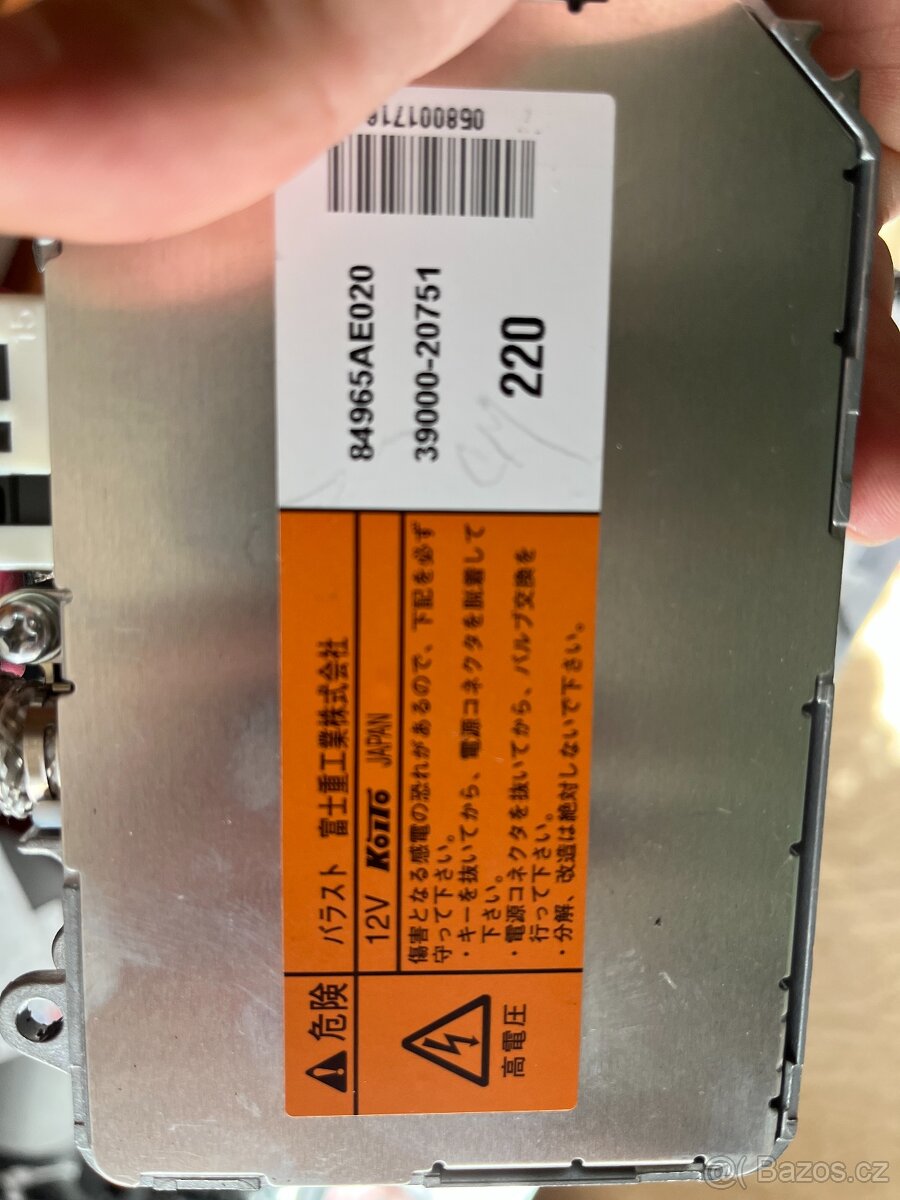 ⚠危険
バラスト 富士重工業株式会社
12V KOITO JAPAN
高電圧
傷害となる感電の恐れがあるので、下記を必ず
守って下さい。
・キーを抜いてから、電源コネクタを脱着して
下さい。
・電源コネクタを抜いてから、バルブ交換を
行って下さい。
・分解、改造は絶対しないで下さい。
84965AE020
39000-20751
220
Bazos.cz